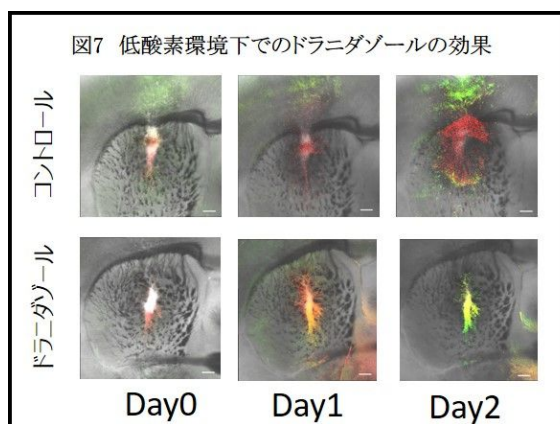 図7 低酸素環境下でのドラニダゾールの効果
コントロール
ドラニダゾール
Day0
Day1
Day2